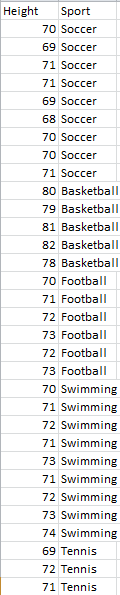 Height Sport
70 Soccer
69 Soccer
71 Soccer
71 Soccer
69 Soccer
68 Soccer
70 Soccer
70 Soccer
71 Soccer
80 Basketball
79 Basketball
81 Basketball
82 Basketball
78 Basketball
70 Football
71 Football
72 Football
73 Football
72 Football
73 Football
70 Swimming
71 Swimming
72 Swimming
71 Swimming
73 Swimming
71 Swimming
72 Swimming
73 Swimming
74 Swimming
69 Tennis
72 Tennis
71 Tennis